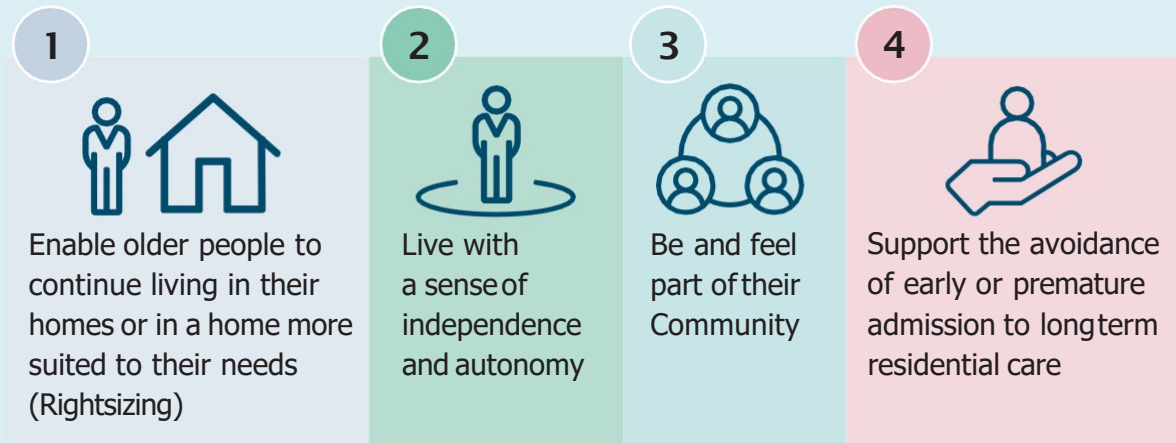 1
Enable older people to
continue living in their
homes or in a home more
suited to their needs
(Rightsizing)
2
Live with
a sense of
independence
and autonomy
3
Be and feel
part of their
Community
4
Support the avoidance
of early or premature
admission to longterm
residential care